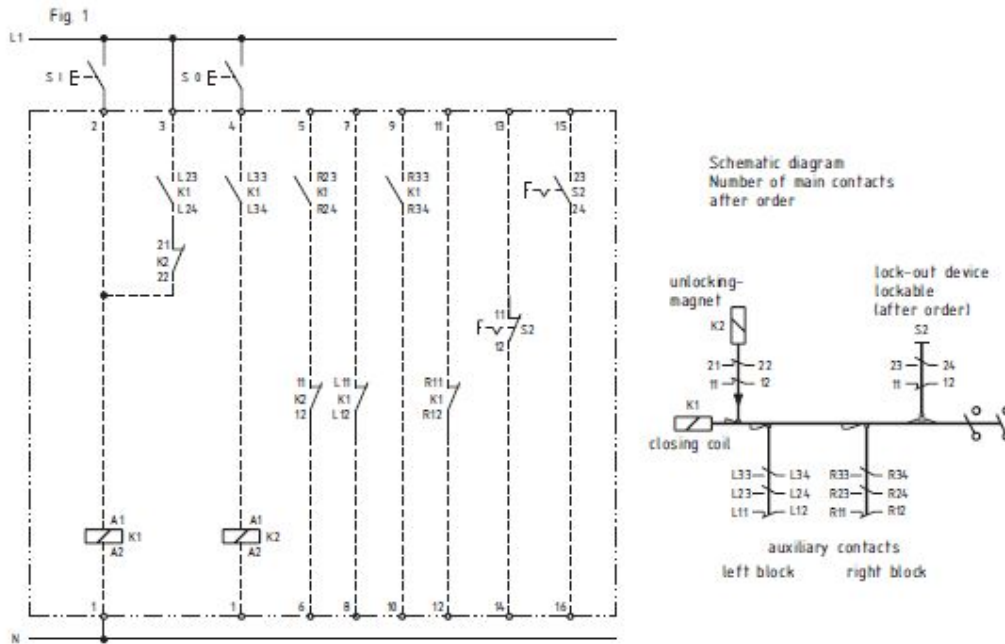 Fig. 1
L1
S1 S0
2 3 4 5 7 9 11 13 15
L23 L33 R23 R33 23
K1 K1 K1 K1 S2
L24 L34 R24 R34 24
21
K2
22
11
S2
12
11 L11 R11
K2 K1 K1
12 L12 R12
A1 A1
K1 K2
A2 A2
1 1 6 8 10 12 14 16
N
Schematic diagram
Number of main contacts
after order
unlocking-
magnet
K2
21 22
11 12
lock-out device
lockable
(after order)
S2
23 24
11 12
K1
closing coil
L33 L34 R33 R34
L23 L24 R23 R24
L11 L12 R11 R12
auxiliary contacts
left block right block